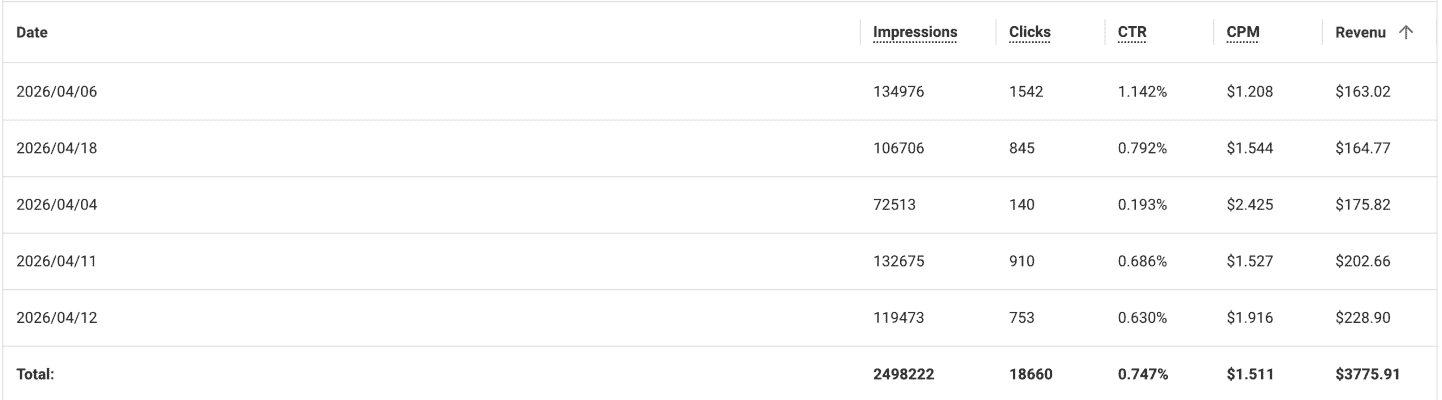 Date Impressions Clicks CTR CPM Revenu
2026/04/06 134976 1542 1.142% $1.208 $163.02
2026/04/18 106706 845 0.792% $1.544 $164.77
2026/04/04 72513 140 0.193% $2.425 $175.82
2026/04/11 132675 910 0.686% $1.527 $202.66
2026/04/12 119473 753 0.630% $1.916 $228.90
Total: 2498222 18660 0.747% $1.511 $3775.91